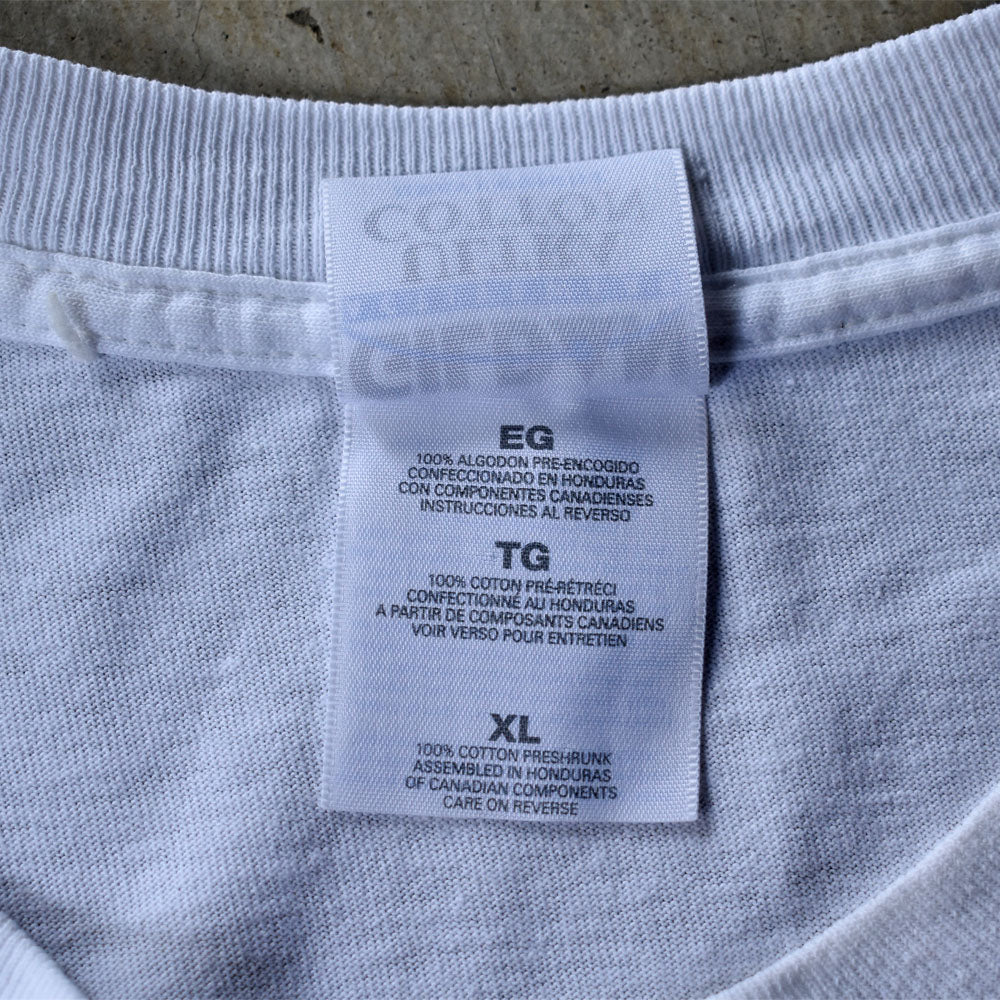 EG
100% ALGODON PRE-ENCOGIDO
CONFECCIONADO EN HONDURAS
CON COMPONENTES CANADIENSES
INSTRUCCIONES AL REVERSO
TG
100% COTON PRÉ-RÉTRÉCI
CONFECTIONNÉ AU HONDURAS
A PARTIR DE COMPOSANTS CANADIENS
VOIR VERSO POUR ENTRETIEN
XL
100% COTTON PRESHRUNK
ASSEMBLED IN HONDURAS
OF CANADIAN COMPONENTS
CARE ON REVERSE